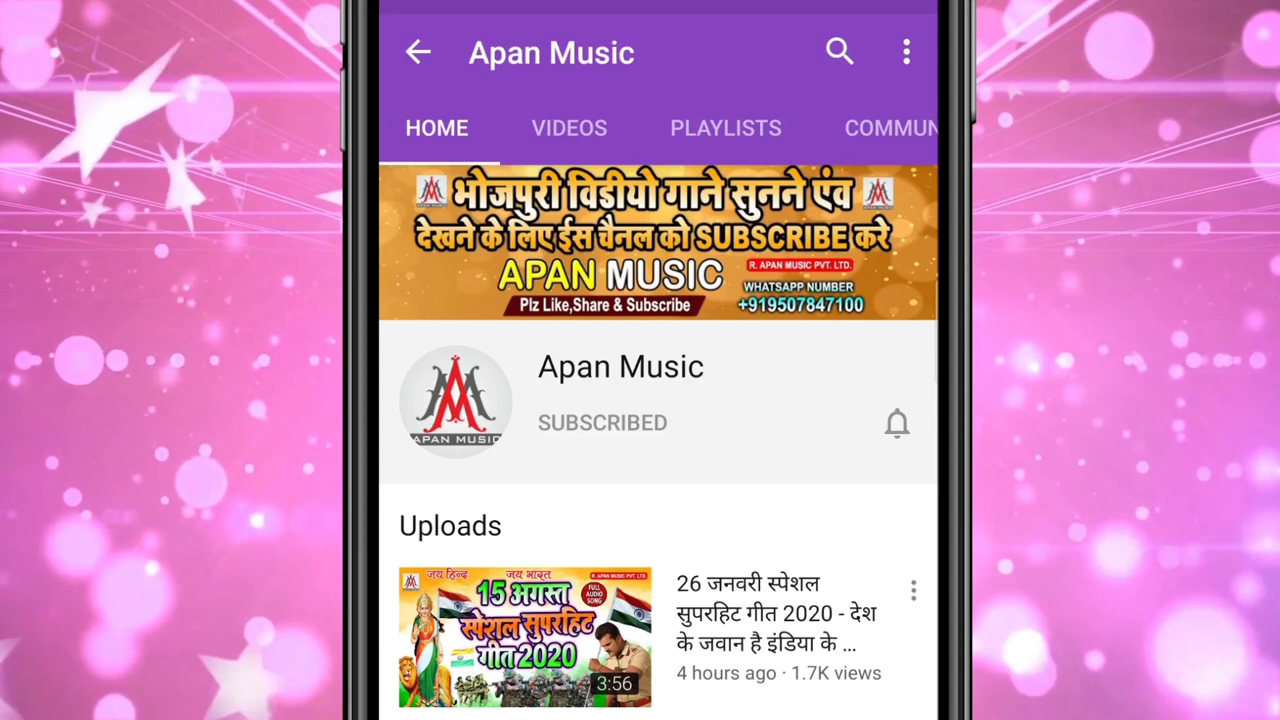 Apan Music
HOME VIDEOS PLAYLISTS COMMUN
भोजपुरी विडीयो गाने सुनने एंव
देखने के लिए ईस चैनल को SUBSCRIBE करे
APAN MUSIC
R. APAN MUSIC PVT. LTD.
WHATSAPP NUMBER
+919507847100
Plz Like,Share & Subscribe
Apan Music
SUBSCRIBED
APAN MUSIC
Uploads
जय हिन्द जय भारत
R. APAN MUSIC PVT. LTD
15 अगस्त
FULL
AUDIO
SONG
स्पेशल सुपरहिट
गीत 2020
3:56
26 जनवरी स्पेशल
सुपरहिट गीत 2020 - देश
के जवान है इंडिया के ...
4 hours ago · 1.7K views